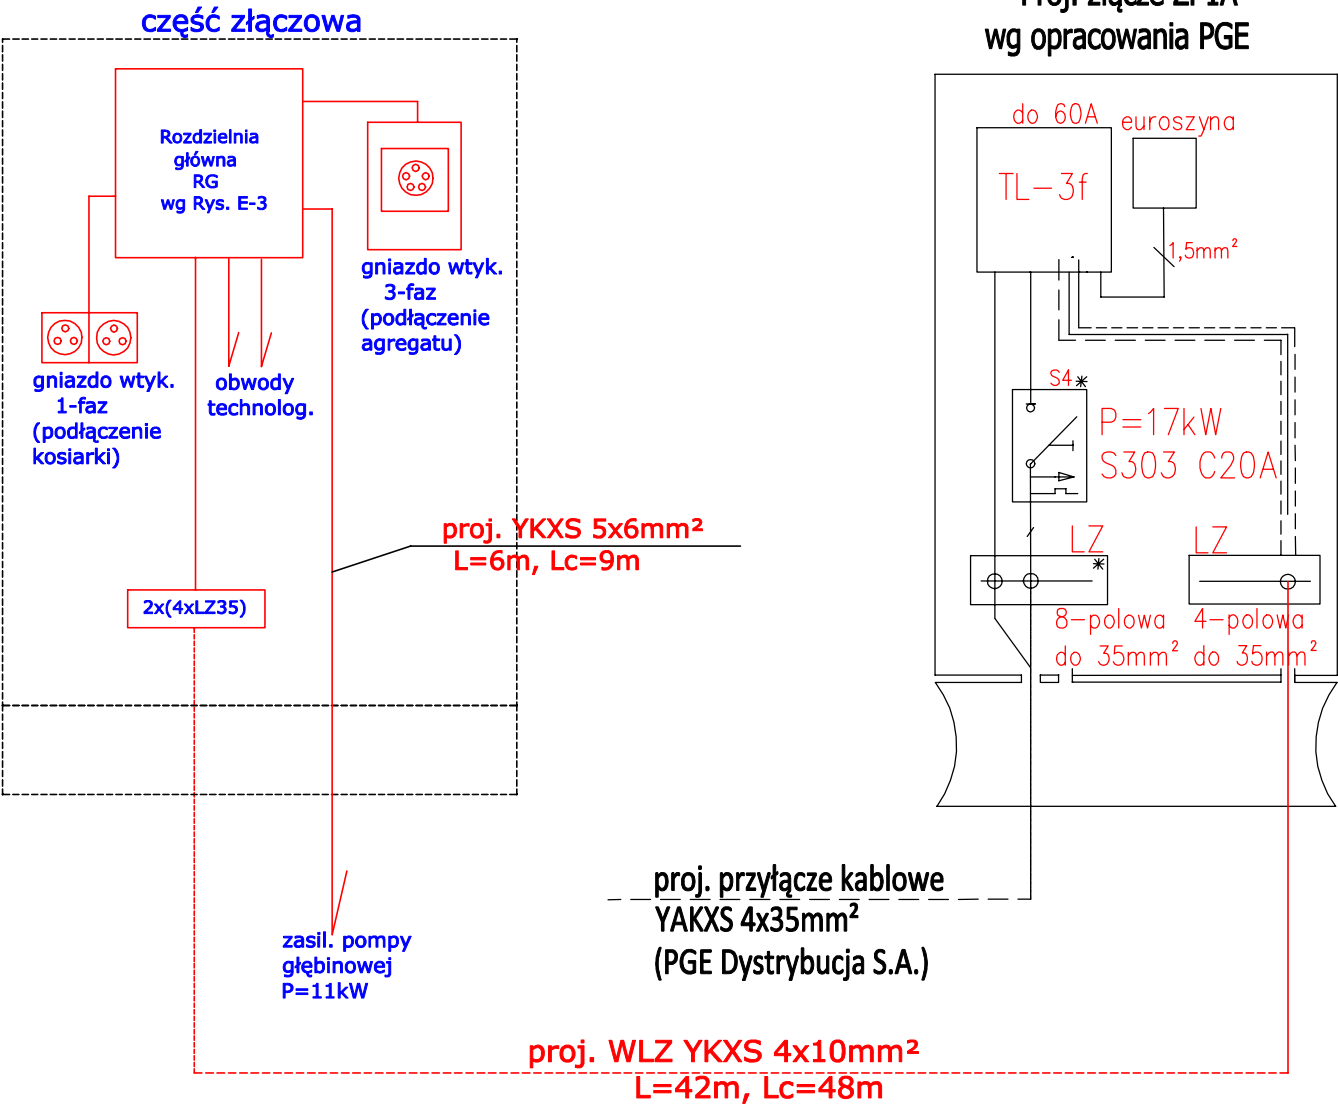 część złączowa
Rozdzielnia
główna
RG
wg Rys. E-3
gniazdo wtyk.
3-faz
(podłączenie
agregatu)
gniazdo wtyk.
1-faz
(podłączenie
kosiarki)
obwody
technolog.
proj. YKXS 5x6mm²
L=6m, Lc=9m
2x(4xLZ35)
zasil. pompy
głębinowej
P=11kW
proj. złącze ZP1A
wg opracowania PGE
do 60A
euroszyna
TL-3f
1,5mm²
S4*
P=17kW
S303 C20A
LZ
*
8-polowa
do 35mm²
LZ
4-polowa
do 35mm²
proj. przyłącze kablowe
YAKXS 4x35mm²
(PGE Dystrybucja S.A.)
proj. WLZ YKXS 4x10mm²
L=42m, Lc=48m